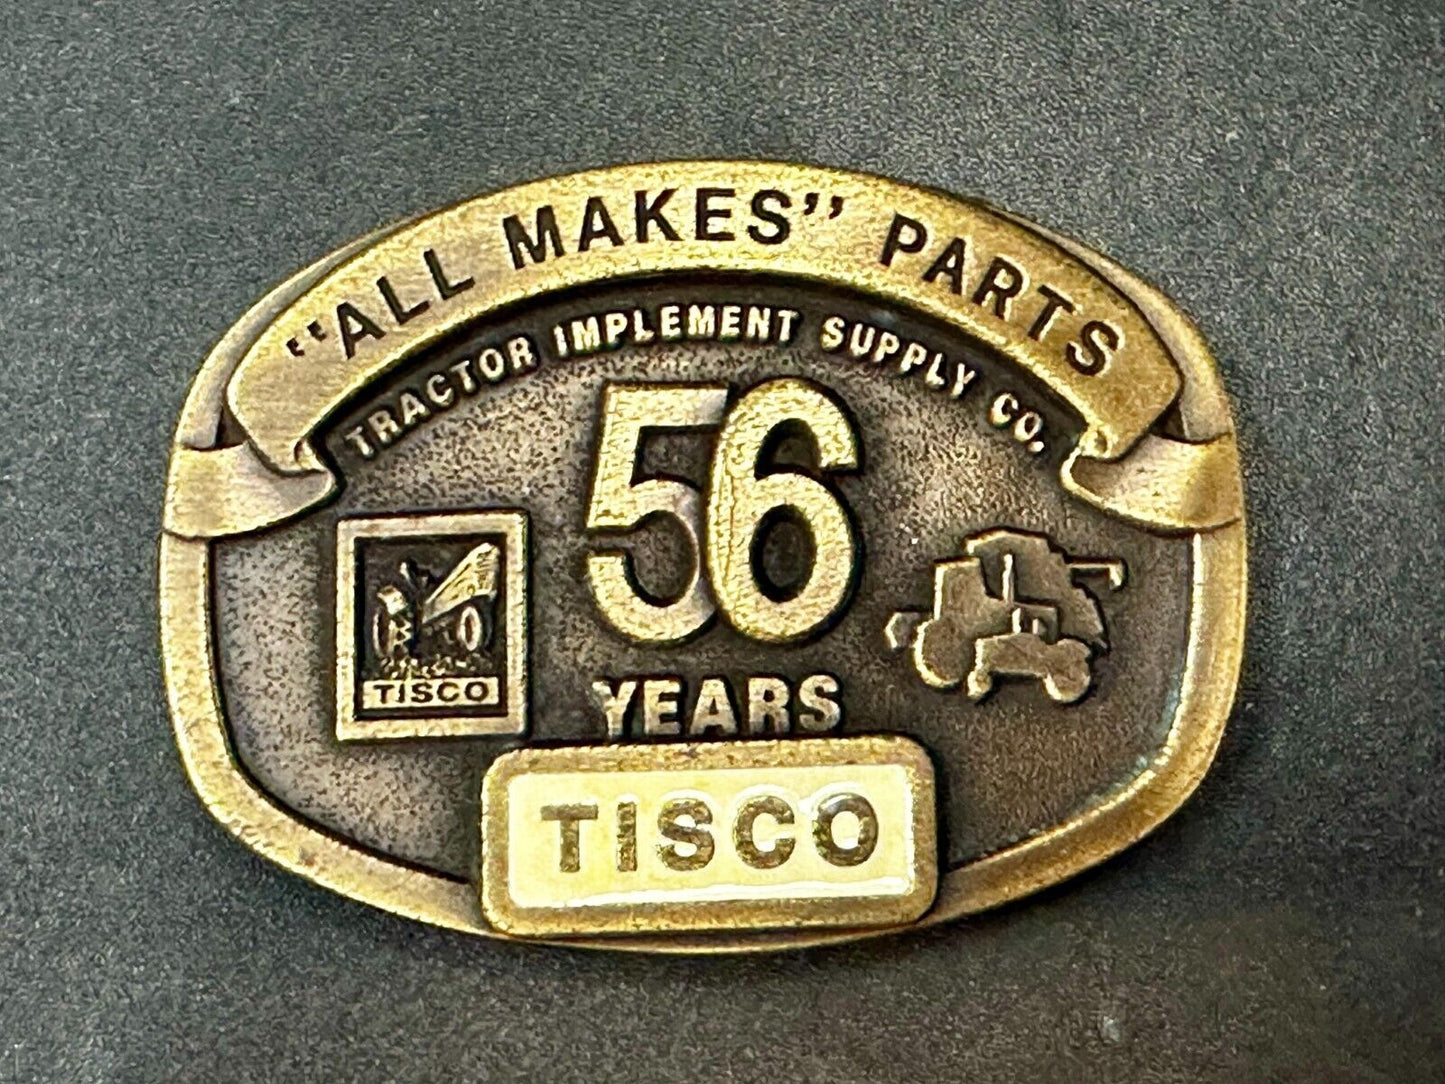 "ALL MAKES" PARTS
TRACTOR IMPLEMENT SUPPLY CO.
56
YEARS
TISCO
TISCO